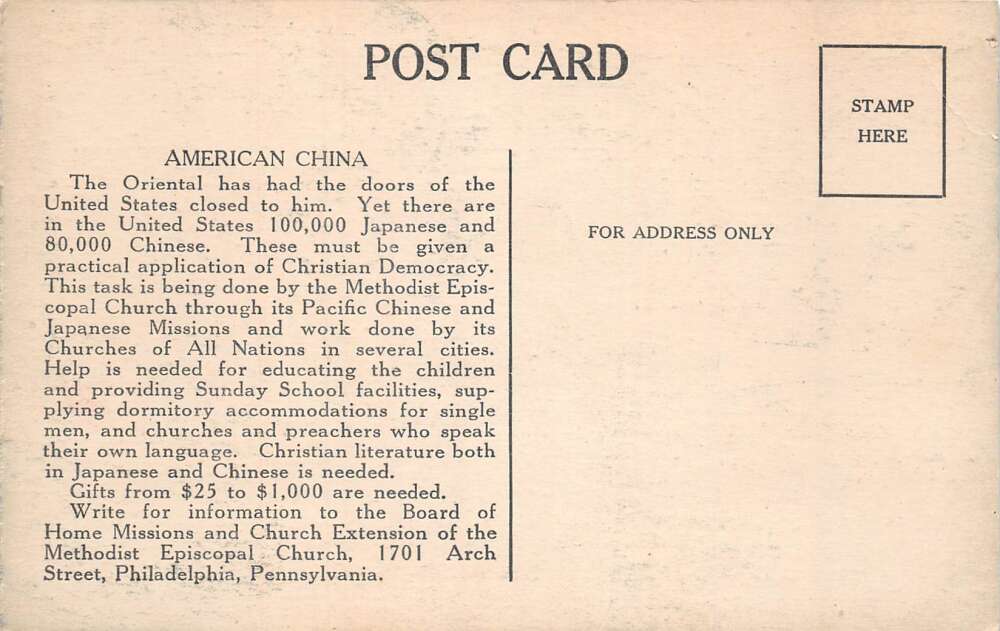 POST CARD
STAMP
HERE
AMERICAN CHINA
The Oriental has had the doors of the
United States closed to him. Yet there are
in the United States 100,000 Japanese and
80,000 Chinese. These must be given a
practical application of Christian Democracy.
This task is being done by the Methodist Epis-
copal Church through its Pacific Chinese and
Japanese Missions and work done by its
Churches of All Nations in several cities.
Help is needed for educating the children
and providing Sunday School facilities, sup-
plying dormitory accommodations for single
men, and churches and preachers who speak
their own language. Christian literature both
in Japanese and Chinese is needed.
Gifts from $25 to $1,000 are needed.
Write for information to the Board of
Home Missions and Church Extension of the
Methodist Episcopal Church, 1701 Arch
Street, Philadelphia, Pennsylvania.
FOR ADDRESS ONLY